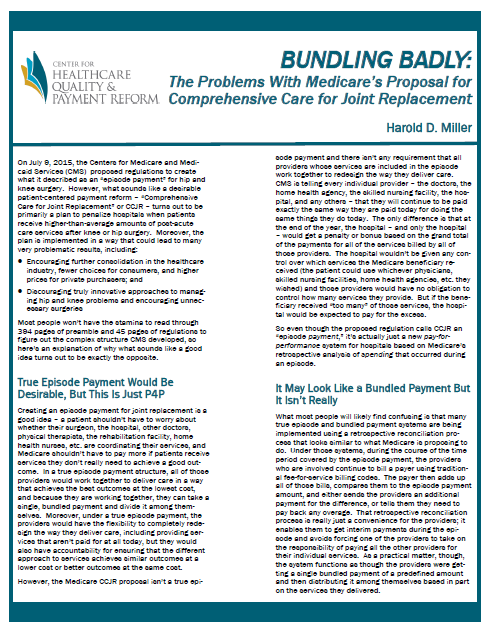 CENTER FOR
HEALTHCARE
QUALITY &
PAYMENT REFORM
BUNDLING BADLY:
The Problems With Medicare's Proposal for
Comprehensive Care for Joint Replacement
Harold D. Miller
On July 9, 2015, the Centers for Medicare and Medi-
caid Services (CMS) proposed regulations to create
what it described as an "episode payment" for hip and
knee surgery. However, what sounds like a desirable
patient-centered payment reform – "Comprehensive
Care for Joint Replacement" or CCJR – turns out to be
primarily a plan to penalize hospitals when patients
receive higher-than-average amounts of post-acute
care services after knee or hip surgery. Moreover, the
plan is implemented in a way that could lead to many
very problematic results, including:
● Encouraging further consolidation in the healthcare
industry, fewer choices for consumers, and higher
prices for private purchasers; and
● Discouraging truly innovative approaches to manag-
ing hip and knee problems and encouraging unnec-
essary surgeries
Most people won't have the stamina to read through
394 pages of preamble and 45 pages of regulations to
figure out the complex structure CMS developed, so
here's an explanation of why what sounds like a good
idea turns out to be exactly the opposite.
True Episode Payment Would Be
Desirable, But This Is Just P4P
Creating an episode payment for joint replacement is a
good idea – a patient shouldn't have to worry about
whether their surgeon, the hospital, other doctors,
physical therapists, the rehabilitation facility, home
health nurses, etc. are coordinating their services, and
Medicare shouldn't have to pay more if patients receive
services they don't really need to achieve a good out-
come. In a true episode payment structure, all of those
providers would work together to deliver care in a way
that achieves the best outcomes at the lowest cost,
and because they are working together, they can take a
single, bundled payment and divide it among them-
selves. Moreover, under a true episode payment, the
providers would have the flexibility to completely rede-
sign the way they deliver care, including providing ser-
vices that aren't paid for at all today, but they would
also have accountability for ensuring that the different
approach to services achieves similar outcomes at a
lower cost or better outcomes at the same cost.
However, the Medicare CCJR proposal isn't a true epi-
sode payment and there isn't any requirement that all
providers whose services are included in the episode
work together to redesign the way they deliver care.
CMS is telling every individual provider – the doctors, the
home health agency, the skilled nursing facility, the hos-
pital, and any others – that they will continue to be paid
exactly the same way they are paid today for doing the
same things they do today. The only difference is that at
the end of the year, the hospital – and only the hospital
– would get a penalty or bonus based on the grand total
of the payments for all of the services billed by all of
those providers. The hospital wouldn't be given any con-
trol over which services the Medicare beneficiary re-
ceived (the patient could use whichever physicians,
skilled nursing facilities, home health agencies, etc. they
wished) and those providers would have no obligation to
control how many services they provide. But if the bene-
ficiary received "too many" of those services, the hospi-
tal would be expected to pay for the excess.
So even though the proposed regulation calls CCJR an
"episode payment," it's actually just a new pay-for-
performance system for hospitals based on Medicare's
retrospective analysis of spending that occurred during
an episode.
It May Look Like a Bundled Payment But
It Isn't Really
What most people will likely find confusing is that many
true episode and bundled payment systems are being
implemented using a retrospective reconciliation pro-
cess that looks similar to what Medicare is proposing to
do. Under those systems, during the course of the time
period covered by the episode payment, the providers
who are involved continue to bill a payer using tradition-
al fee-for-service billing codes. The payer then adds up
all of those bills, compares them to the episode payment
amount, and either sends the providers an additional
payment for the difference, or tells them they need to
pay back any overage. That retrospective reconciliation
process is really just a convenience for the providers; it
enables them to get interim payments during the epi-
sode and avoids forcing one of the providers to take on
the responsibility of paying all the other providers for
their individual services. As a practical matter, though,
the system functions as though the providers were get-
ting a single bundled payment of a predefined amount
and then distributing it among themselves based in part
on the services they delivered.